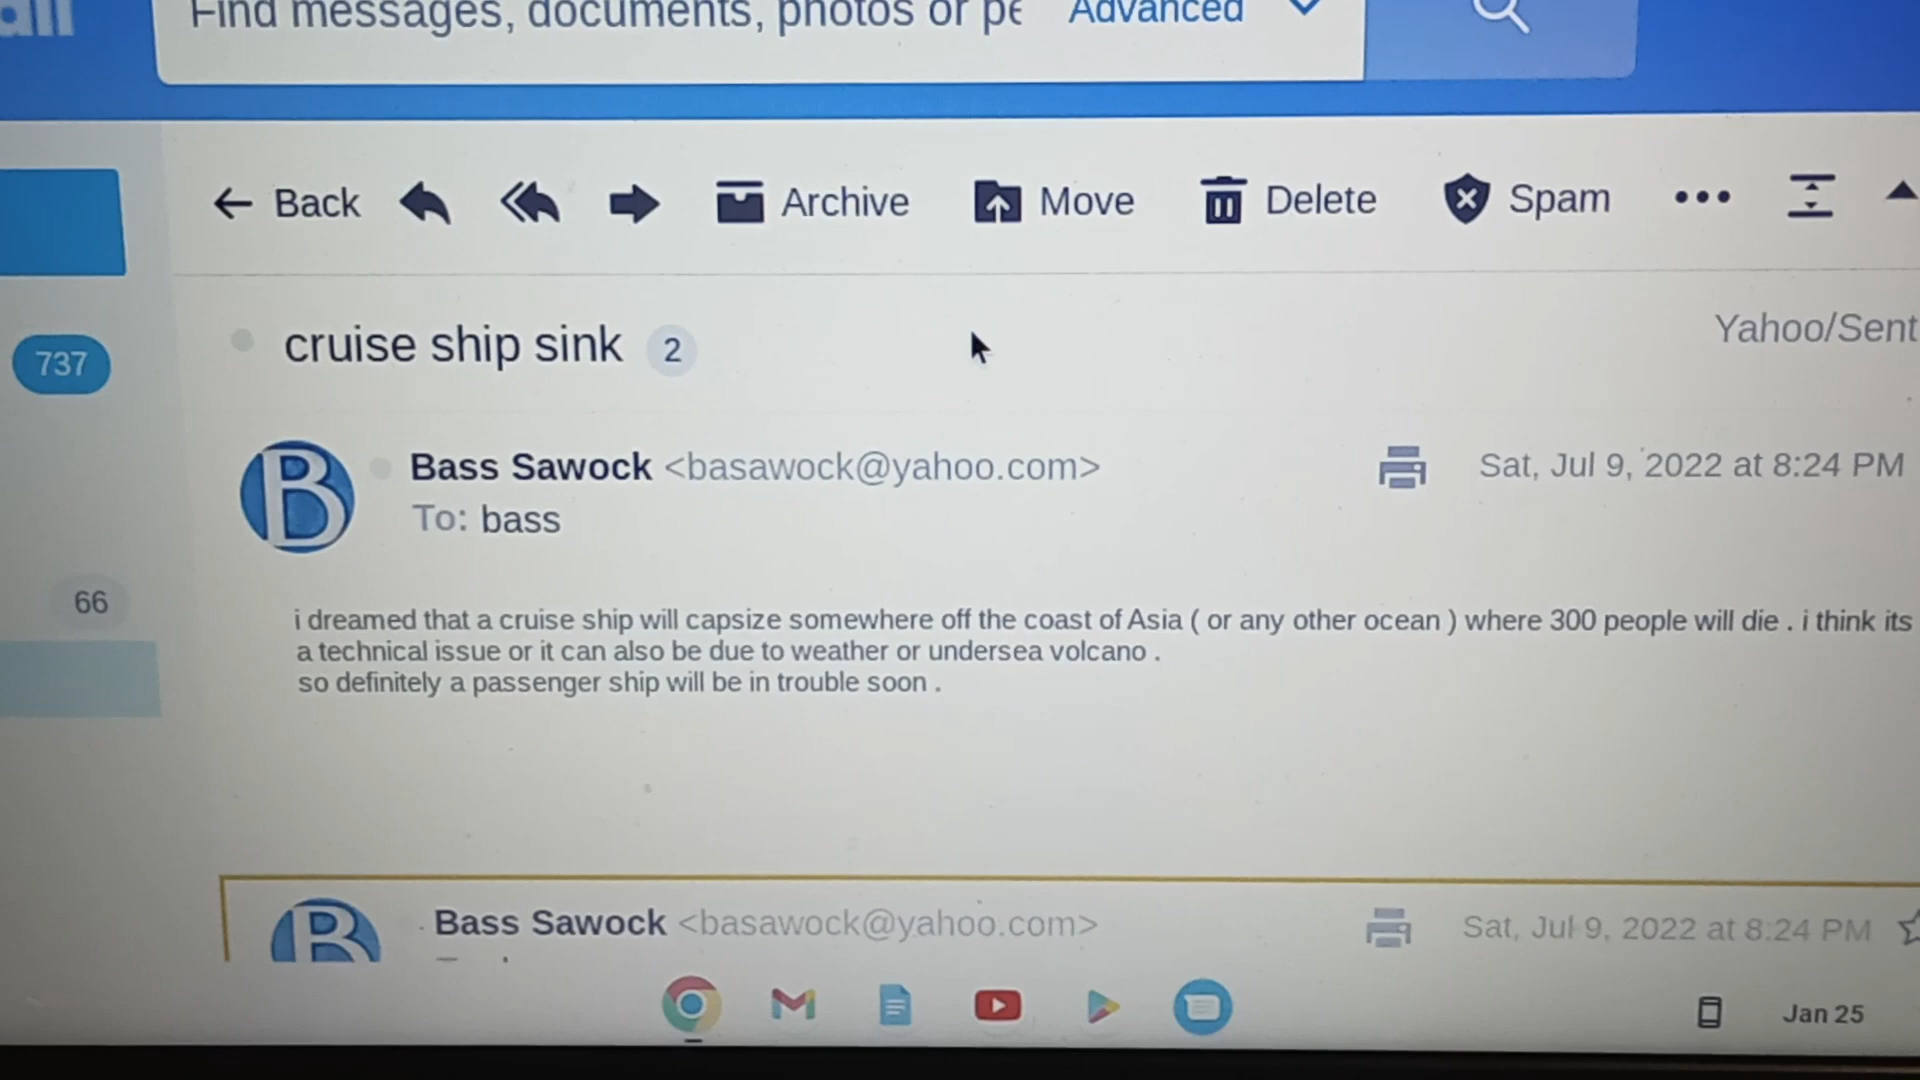 Find messages, documents, photos or pe Advanced
Back Archive Move Delete Spam
737
cruise ship sink 2
Yahoo/Sent
Bass Sawock <basawock@yahoo.com>
Sat, Jul 9, 2022 at 8:24 PM
To: bass
66
i dreamed that a cruise ship will capsize somewhere off the coast of Asia ( or any other ocean ) where 300 people will die . i think its
a technical issue or it can also be due to weather or undersea volcano .
so definitely a passenger ship will be in trouble soon .
Bass Sawock <basawock@yahoo.com>
Sat, Jul 9, 2022 at 8:24 PM
Jan 25